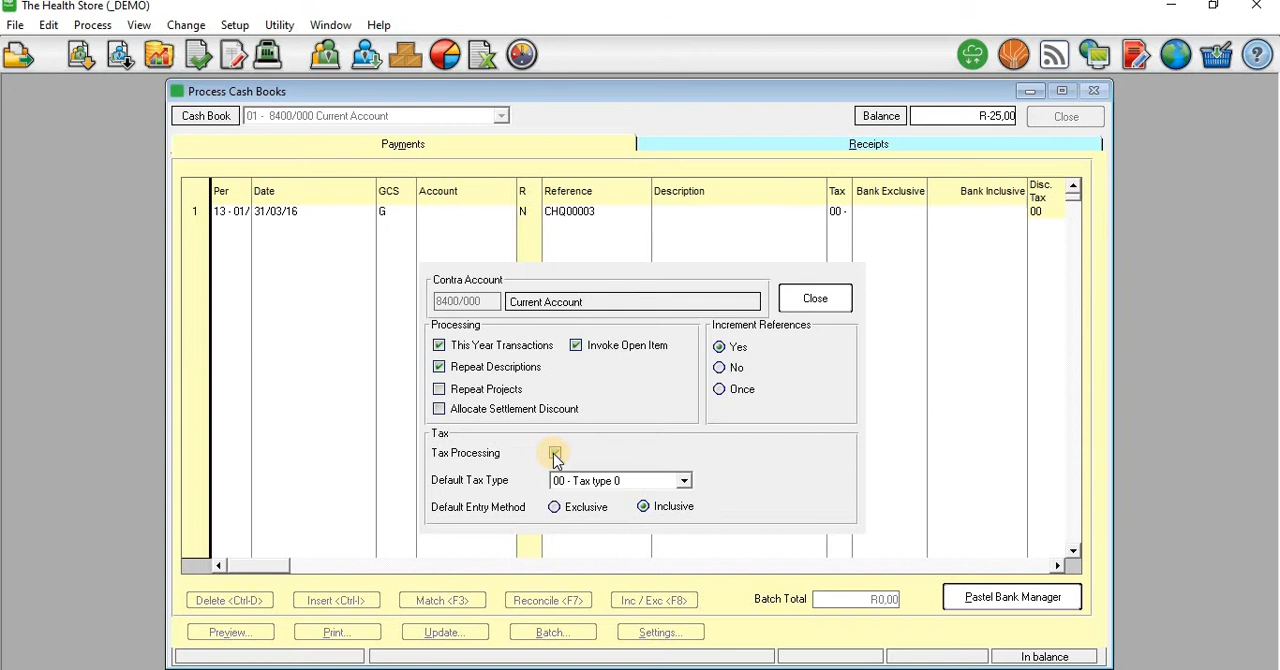 The Health Store (_DEMO)
File Edit Process View Change Setup Utility Window Help
Process Cash Books
Cash Book 01 - 8400/000 Current Account Balance R-25,00 Close
Payments Receipts
Per Date GCS Account R Reference Description Tax Bank Exclusive Bank Inclusive Disc. Tax
1 13 - 01/ 31/03/16 G N CHQ00003 00 - 00
Contra Account
8400/000 Current Account Close
Processing Increment References
This Year Transactions Invoke Open Item Yes
Repeat Descriptions No
Repeat Projects Once
Allocate Settlement Discount
Tax
Tax Processing
Default Tax Type 00 - Tax type 0
Default Entry Method Exclusive Inclusive
Delete <Ctrl-D> Insert <Ctrl-I> Match <F3> Reconcile <F7> Inc / Exc <F8> Batch Total R0,00 Pastel Bank Manager
Preview... Print... Update... Batch... Settings...
In balance